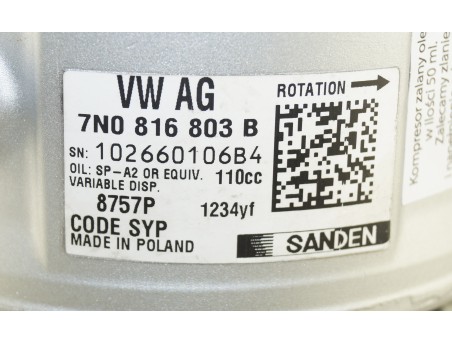 VW AG
ROTATION
7N0 816 803 B
SN: 102660106B4
OIL: SP-A2 OR EQUIV. 110cc
VARIABLE DISP.
8757P 1234yf
CODE SYP
MADE IN POLAND
SANDEN
Kompresor zalany ole
w ilości 50 ml.
Zalecamy zlanie